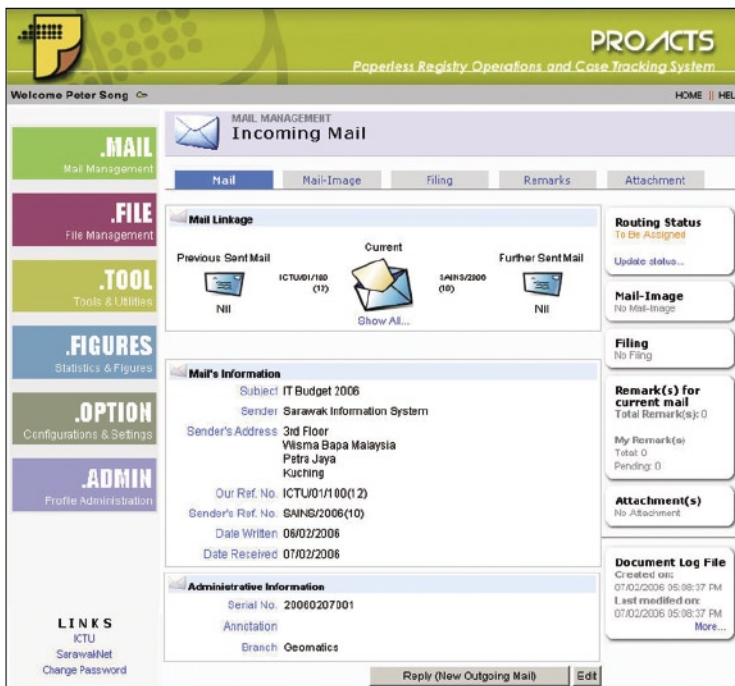 PROACTS
Paperless Registry Operations and Case Tracking System
Welcome Peter Song
HOME || HEL
.MAIL
Mail Management
.FILE
File Management
.TOOL
Tools & Utilities
.FIGURES
Statistics & Figures
.OPTION
Configurations & Settings
.ADMIN
Profile Administration
LINKS
ICTU
SarawakNet
Change Password
MAIL MANAGEMENT
Incoming Mail
Mail
Mail-Image
Filing
Remarks
Attachment
Mail Linkage
Previous Sent Mail
Nil
ICTU/01/100
(12)
Current
Show All...
SAINS/2006
(10)
Further Sent Mail
Nil
Mail's Information
Subject IT Budget 2006
Sender Sarawak Information System
Sender's Address 3rd Floor
Wisma Bapa Malaysia
Petra Jaya
Kuching
Our Ref. No. ICTU/01/100(12)
Sender's Ref. No. SAINS/2006(10)
Date Written 06/02/2006
Date Received 07/02/2006
Administrative Information
Serial No. 20060207001
Annotation
Branch Geomatics
Reply (New Outgoing Mail)
Edit
Routing Status
To Be Assigned
Update status...
Mail-Image
No Mail-Image
Filing
No Filing
Remark(s) for
current mail
Total Remark(s): 0
My Remark(s)
Total: 0
Pending: 0
Attachment(s)
No Attachment
Document Log File
Created on:
07/02/2006 05:08:37 PM
Last modified on:
07/02/2006 05:08:37 PM
More...